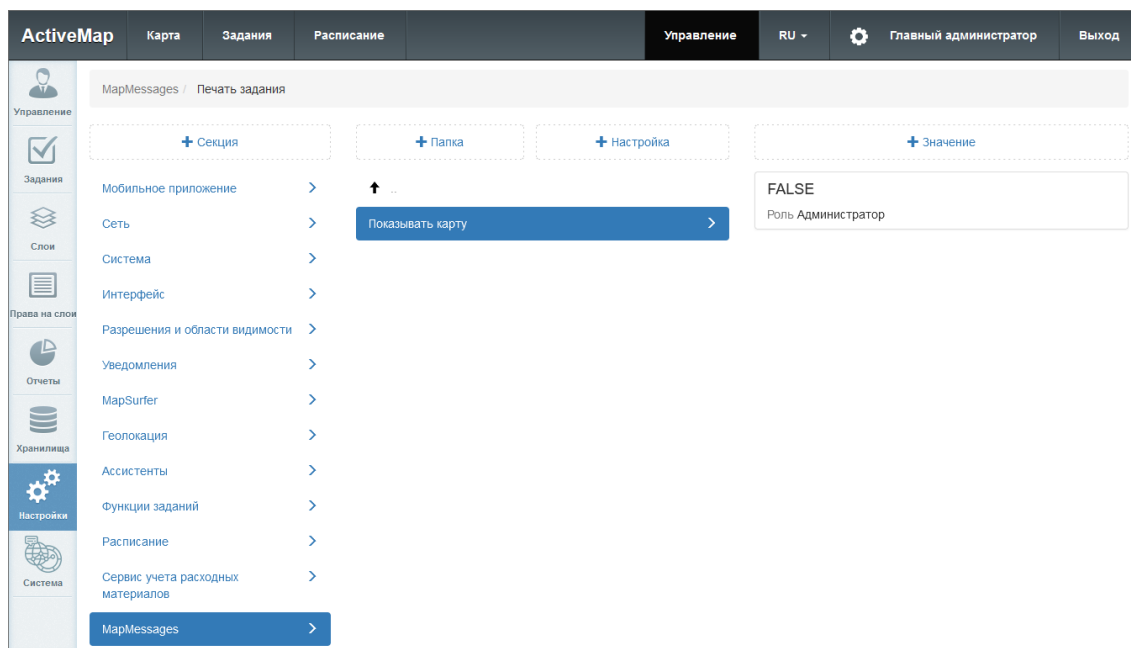 ActiveMap Карта Задания Расписание Управление RU Главный администратор Выход
Управление
Задания
Слои
Права на слои
Отчеты
Хранилища
Настройки
Система
MapMessages / Печать задания
+ Секция
+ Папка
+ Настройка
+ Значение
Мобильное приложение
Сеть
Система
Интерфейс
Разрешения и области видимости
Уведомления
MapSurfer
Геолокация
Ассистенты
Функции заданий
Расписание
Сервис учета расходных
материалов
MapMessages
..
Показывать карту
FALSE
Роль Администратор